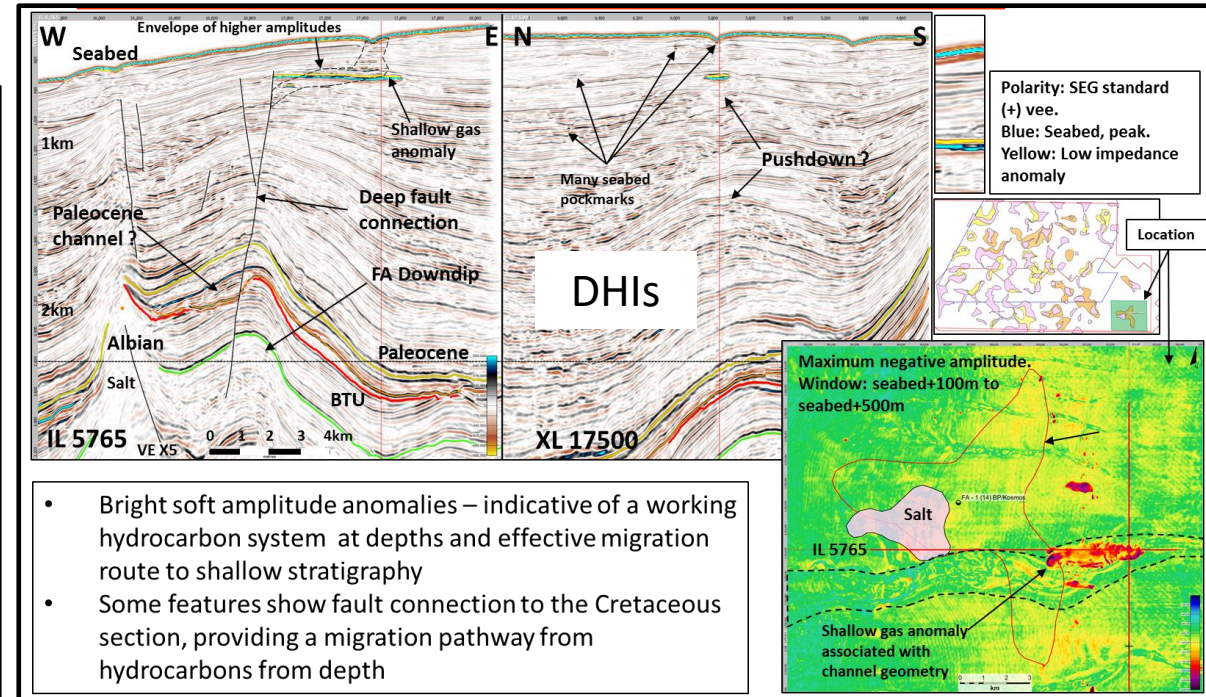 W
Envelope of higher amplitudes
E
Seabed
1km
Shallow gas
anomaly
Deep fault
connection
Paleocene
channel ?
FA Downdip
2km
Albian
Paleocene
Salt
BTU
IL 5765
VE X5
0 1 2 3 4km
N
S
Many seabed
pockmarks
Pushdown ?
DHIs
XL 17500
Polarity: SEG standard
(+) vee.
Blue: Seabed, peak.
Yellow: Low impedance
anomaly
Location
Maximum negative amplitude.
Window: seabed+100m to
seabed+500m
FA - 1 (14) BP/Kosmos
Salt
IL 5765
Shallow gas anomaly
associated with
channel geometry
0 1 2 3
km
• Bright soft amplitude anomalies – indicative of a working
hydrocarbon system at depths and effective migration
route to shallow stratigraphy
• Some features show fault connection to the Cretaceous
section, providing a migration pathway from
hydrocarbons from depth